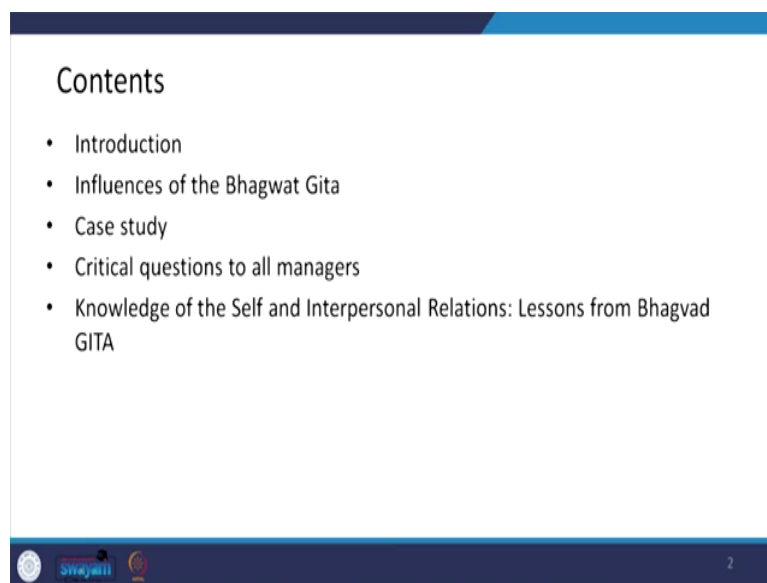 Contents
• Introduction
• Influences of the Bhagwat Gita
• Case study
• Critical questions to all managers
• Knowledge of the Self and Interpersonal Relations: Lessons from Bhagvad
GITA
swayam
2